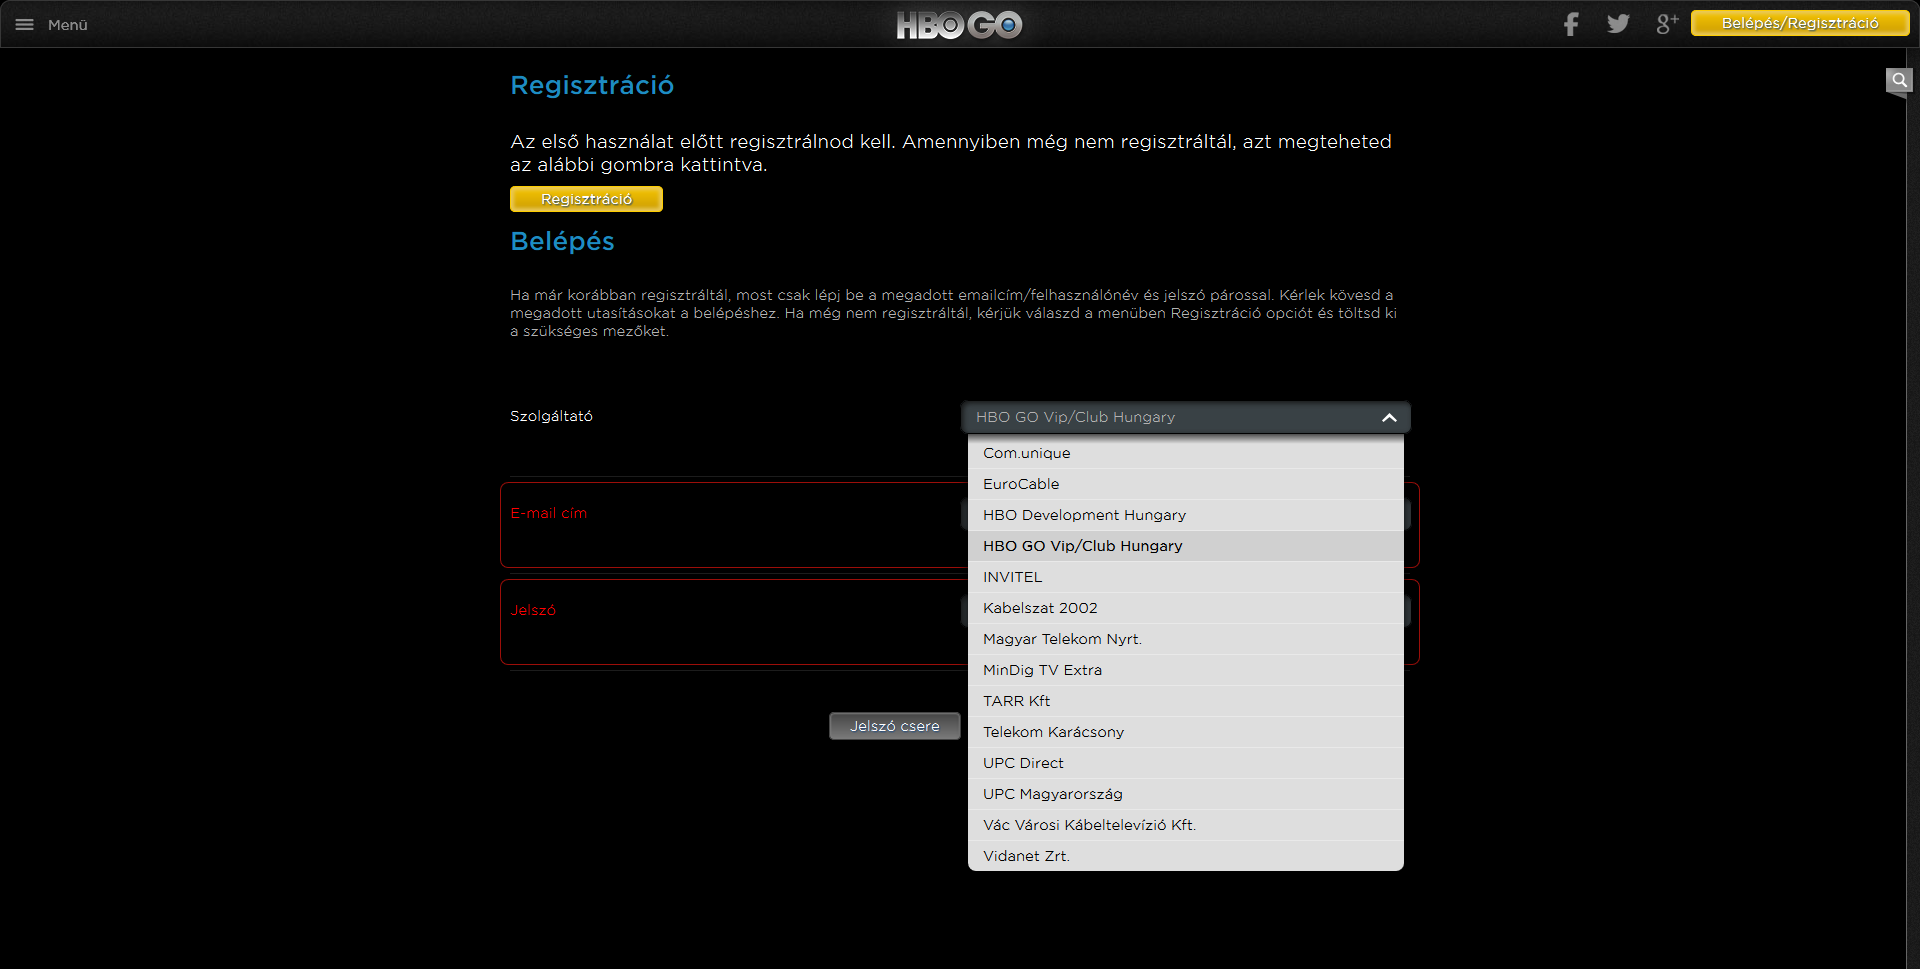 Menü
HBO GO
8+
Belépés/Regisztráció
Regisztráció
Az első használat előtt regisztrálnod kell. Amennyiben még nem regisztráltál, azt megteheted
az alábbi gombra kattintva.
Regisztráció
Belépés
Ha már korábban regisztráltál, most csak lépj be a megadott emailcím/felhasználónév és jelszó párossal. Kérlek kövesd a
megadott utasításokat a belépéshez. Ha még nem regisztráltál, kérjük válaszd a menüben Regisztráció opciót és töltsd ki
a szükséges mezőket.
Szolgáltató
HBO GO Vip/Club Hungary
Com.unique
EuroCable
HBO Development Hungary
HBO GO Vip/Club Hungary
INVITEL
Kabelszat 2002
Magyar Telekom Nyrt.
MinDig TV Extra
TARR Kft
Telekom Karácsony
UPC Direct
UPC Magyarország
Vác Városi Kábeltelevízió Kft.
Vidanet Zrt.
E-mail cím
Jelszó
Jelszó csere